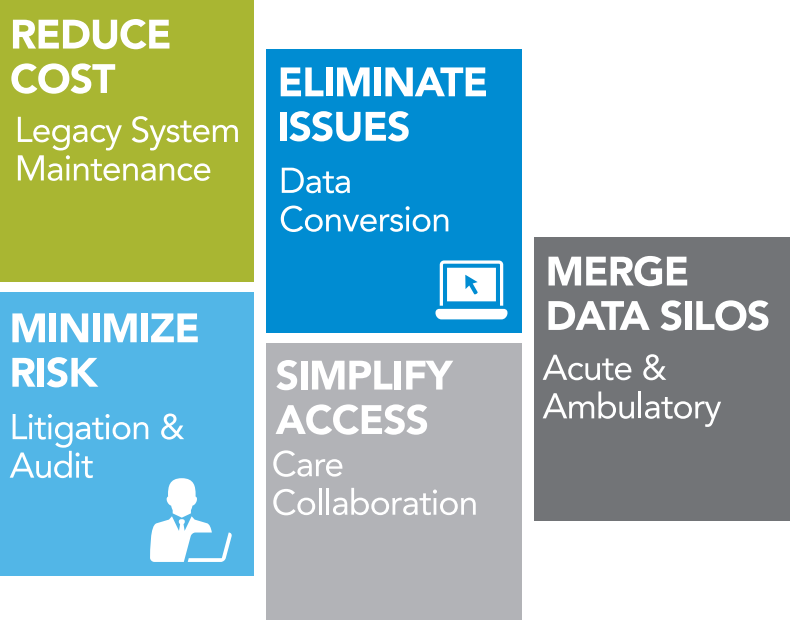 REDUCE
COST
Legacy System
Maintenance
ELIMINATE
ISSUES
Data
Conversion
MINIMIZE
RISK
Litigation &
Audit
SIMPLIFY
ACCESS
Care
Collaboration
MERGE
DATA SILOS
Acute &
Ambulatory